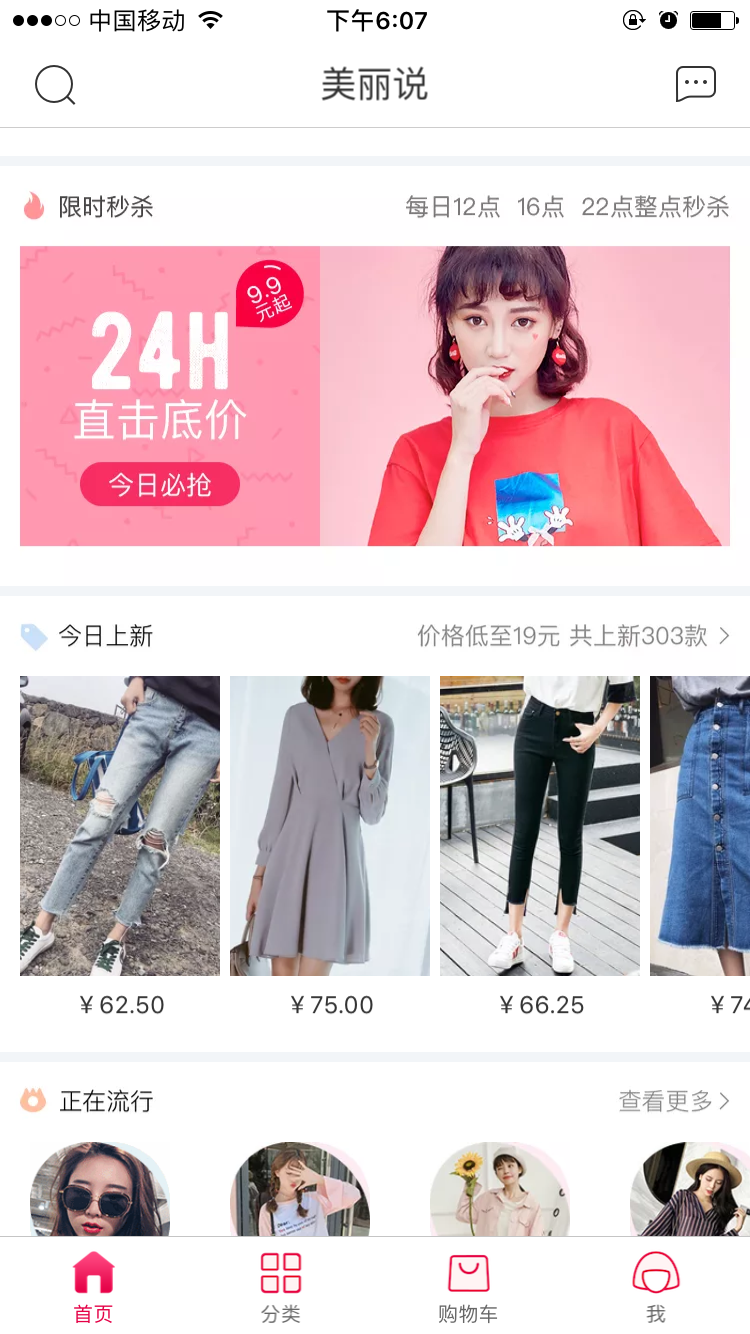 中国移动
下午6:07
美丽说
限时秒杀
每日12点 16点 22点整点秒杀
9.9
元起
24H
直击底价
今日必抢
今日上新
价格低至19元 共上新303款
¥ 62.50
¥ 75.00
¥ 66.25
¥ 74
正在流行
查看更多
首页
分类
购物车
我